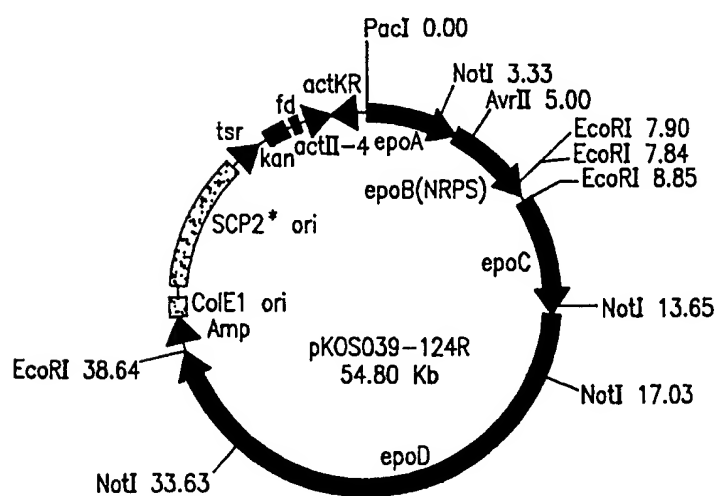 PacI 0.00
actKR
NotI 3.33
fd
AvrII 5.00
tsr
EcoRI 7.90
kan
actII-4
epoA
EcoRI 7.84
epoB(NRPS)
EcoRI 8.85
SCP2* ori
epoC
ColE1 ori
NotI 13.65
Amp
pKOS039-124R
54.80 Kb
EcoRI 38.64
NotI 17.03
epoD
NotI 33.63